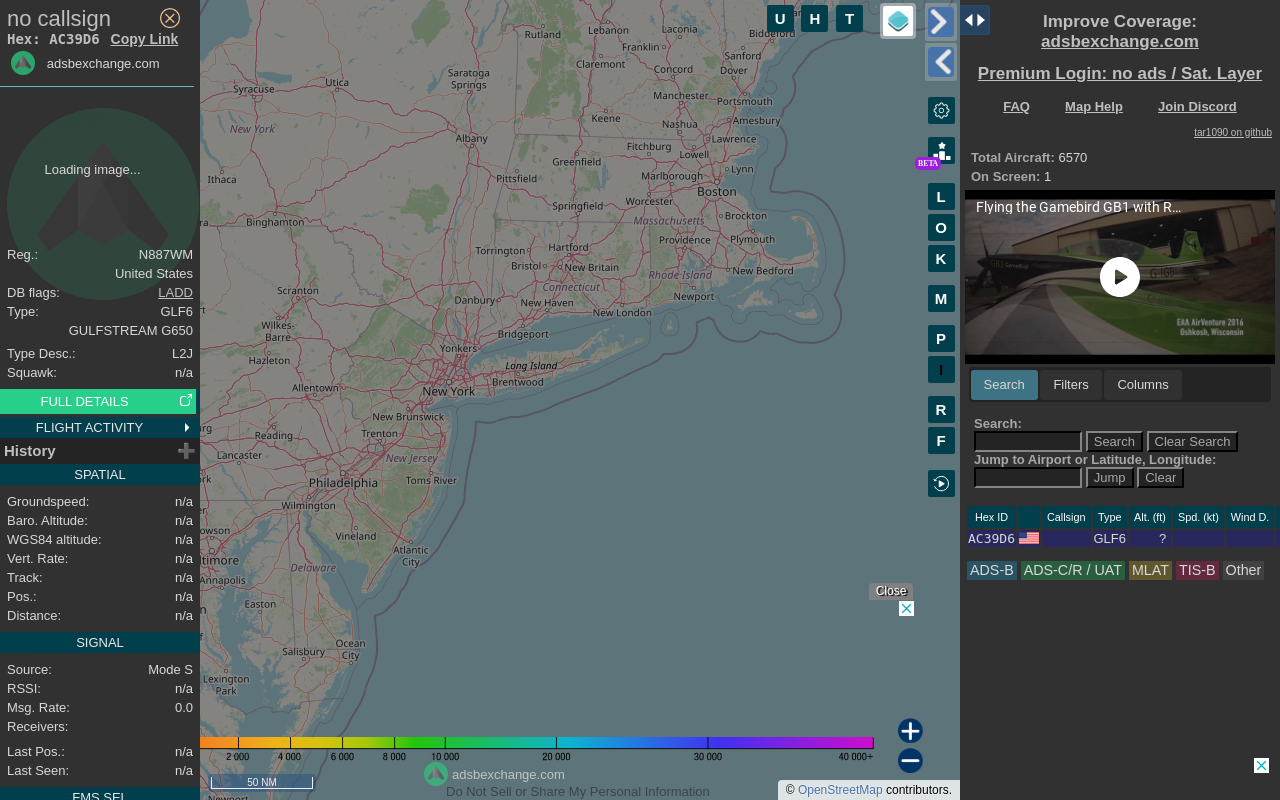 no callsign
Hex: AC39D6 Copy Link
adsbexchange.com
Loading image...
Reg.: N887WM
United States
DB flags: LADD
Type: GLF6
GULFSTREAM G650
Type Desc.: L2J
Squawk: n/a
FULL DETAILS
FLIGHT ACTIVITY
History
SPATIAL
Groundspeed: n/a
Baro. Altitude: n/a
WGS84 altitude: n/a
Vert. Rate: n/a
Track: n/a
Pos.: n/a
Distance: n/a
SIGNAL
Source: Mode S
RSSI: n/a
Msg. Rate: 0.0
Receivers:
Last Pos.: n/a
Last Seen: n/a
FMS SEL
U H T
Rutland
Lebanon
Laconia
Biddeford
Franklin
Sanford
Claremont
Concord
Dover
Utica
Saratoga
Springs
Syracuse
Manchester
Portsmouth
Keene
Nashua
Amesbury
New York
Albany
Fitchburg
Lawrence
Greenfield
Lowell
Lynn
Ithaca
Pittsfield
Marlborough
Boston
Worcester
Springfield
Binghamton
Massachusetts
Brockton
Torrington
Hartford
Providence
Plymouth
Bristol
New Britain
Rhode Island
New Bedford
Scranton
Connecticut
Danbury
New Haven
Newport
New London
Wilkes-
Barre
Bridgeport
Yonkers
Hazleton
Long Island
Allentown
New York
Brentwood
New Brunswick
Reading
Trenton
Lancaster
New Jersey
Toms River
Philadelphia
Wilmington
Vineland
Atlantic
City
Delaware
Annapolis
Easton
Ocean
City
Salisbury
Lexington
Park
BETA
L
O
K
M
P
I
R
F
Close
2 000 4 000 6 000 8 000 10 000 20 000 30 000 40 000+
50 NM
adsbexchange.com
Do Not Sell or Share My Personal Information
© OpenStreetMap contributors.
Improve Coverage:
adsbexchange.com
Premium Login: no ads / Sat. Layer
FAQ Map Help Join Discord
tar1090 on github
Total Aircraft: 6570
On Screen: 1
Flying the Gamebird GB1 with R...
EAA AirVenture 2016
Oshkosh, Wisconsin
Search Filters Columns
Search:
Search Clear Search
Jump to Airport or Latitude, Longitude:
Jump Clear
Hex ID Callsign Type Alt. (ft) Spd. (kt) Wind D.
AC39D6 GLF6 ?
ADS-B ADS-C/R / UAT MLAT TIS-B Other